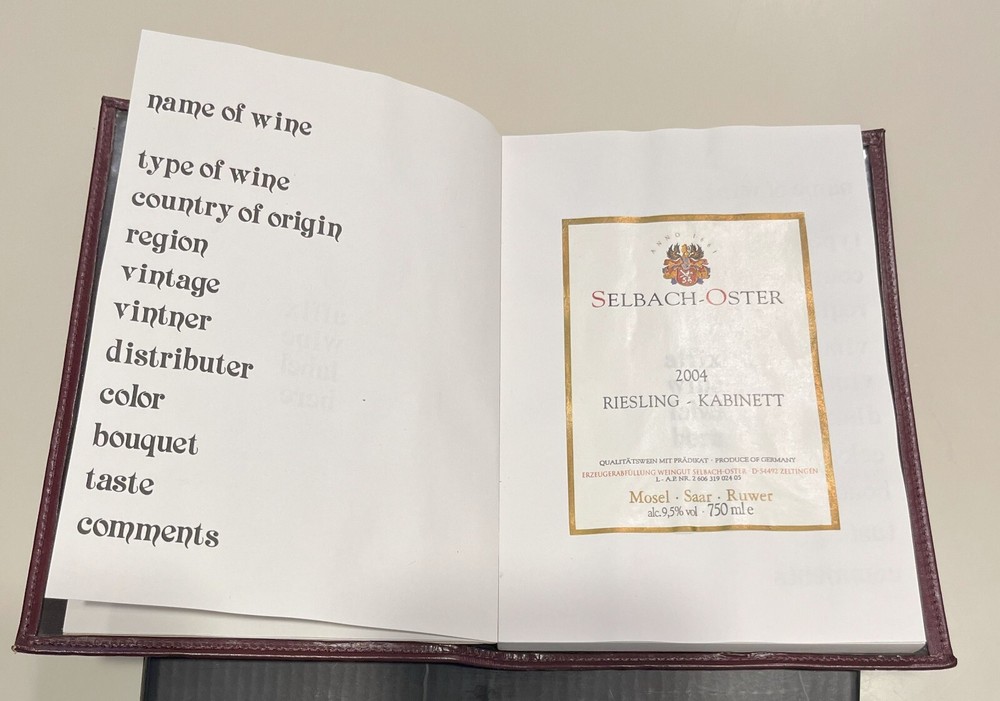 name of wine
type of wine
country of origin
region
vintage
vintner
distributer
color
bouquet
taste
comments
ANNO
SELBACH-OSTER
2004
RIESLING - KABINETT
QUALITÄTSWEIN MIT PRÄDIKAT · PRODUCE OF GERMANY
ERZEUGERABFÜLLUNG WEINGUT SELBACH-OSTER · D-54492 ZELTINGEN
L - A.P. NR. 2 606 319 024 05
Mosel · Saar · Ruwer
alc. 9,5% vol · 750 ml e